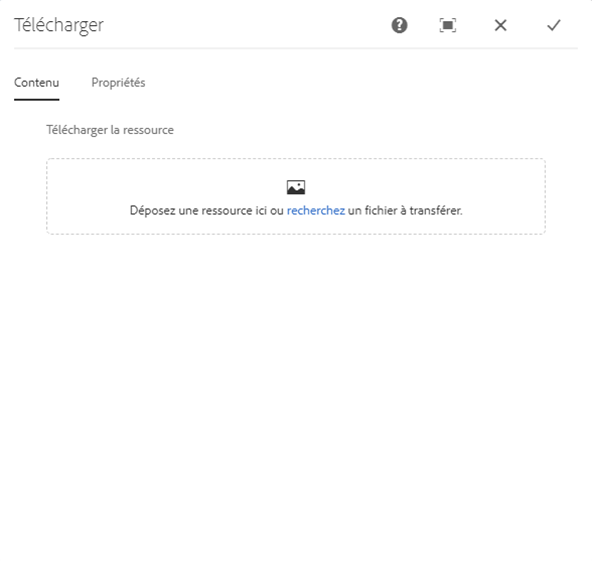 Télécharger
Contenu Propriétés
Télécharger la ressource
Déposez une ressource ici ou recherchez un fichier à transférer.